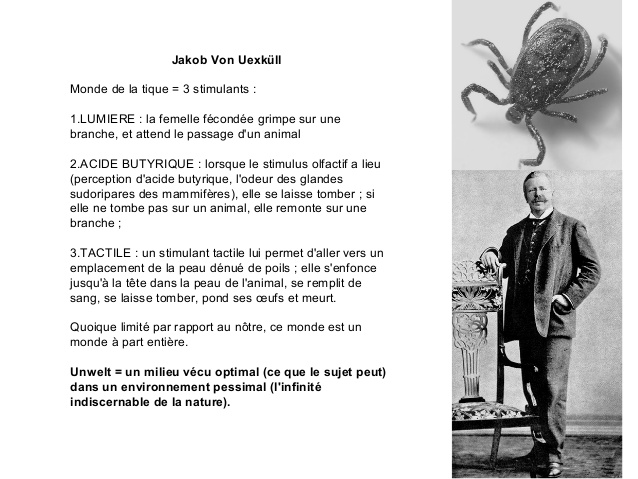 Jakob Von Uexküll
Monde de la tique = 3 stimulants :
1.LUMIERE : la femelle fécondée grimpe sur une
branche, et attend le passage d'un animal
2.ACIDE BUTYRIQUE : lorsque le stimulus olfactif a lieu
(perception d'acide butyrique, l'odeur des glandes
sudoripares des mammifères), elle se laisse tomber ; si
elle ne tombe pas sur un animal, elle remonte sur une
branche ;
3.TACTILE : un stimulant tactile lui permet d'aller vers un
emplacement de la peau dénué de poils ; elle s'enfonce
jusqu'à la tête dans la peau de l'animal, se remplit de
sang, se laisse tomber, pond ses œufs et meurt.
Quoique limité par rapport au nôtre, ce monde est un
monde à part entière.
Unwelt = un milieu vécu optimal (ce que le sujet peut)
dans un environnement pessimal (l'infinité
indiscernable de la nature).